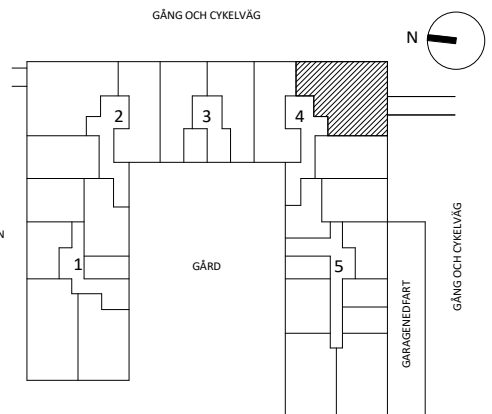 GÅNG OCH CYKELVÄG
N
2
3
4
N
1
GÅRD
5
GARAGENEDFART
GÅNG OCH CYKELVÄG